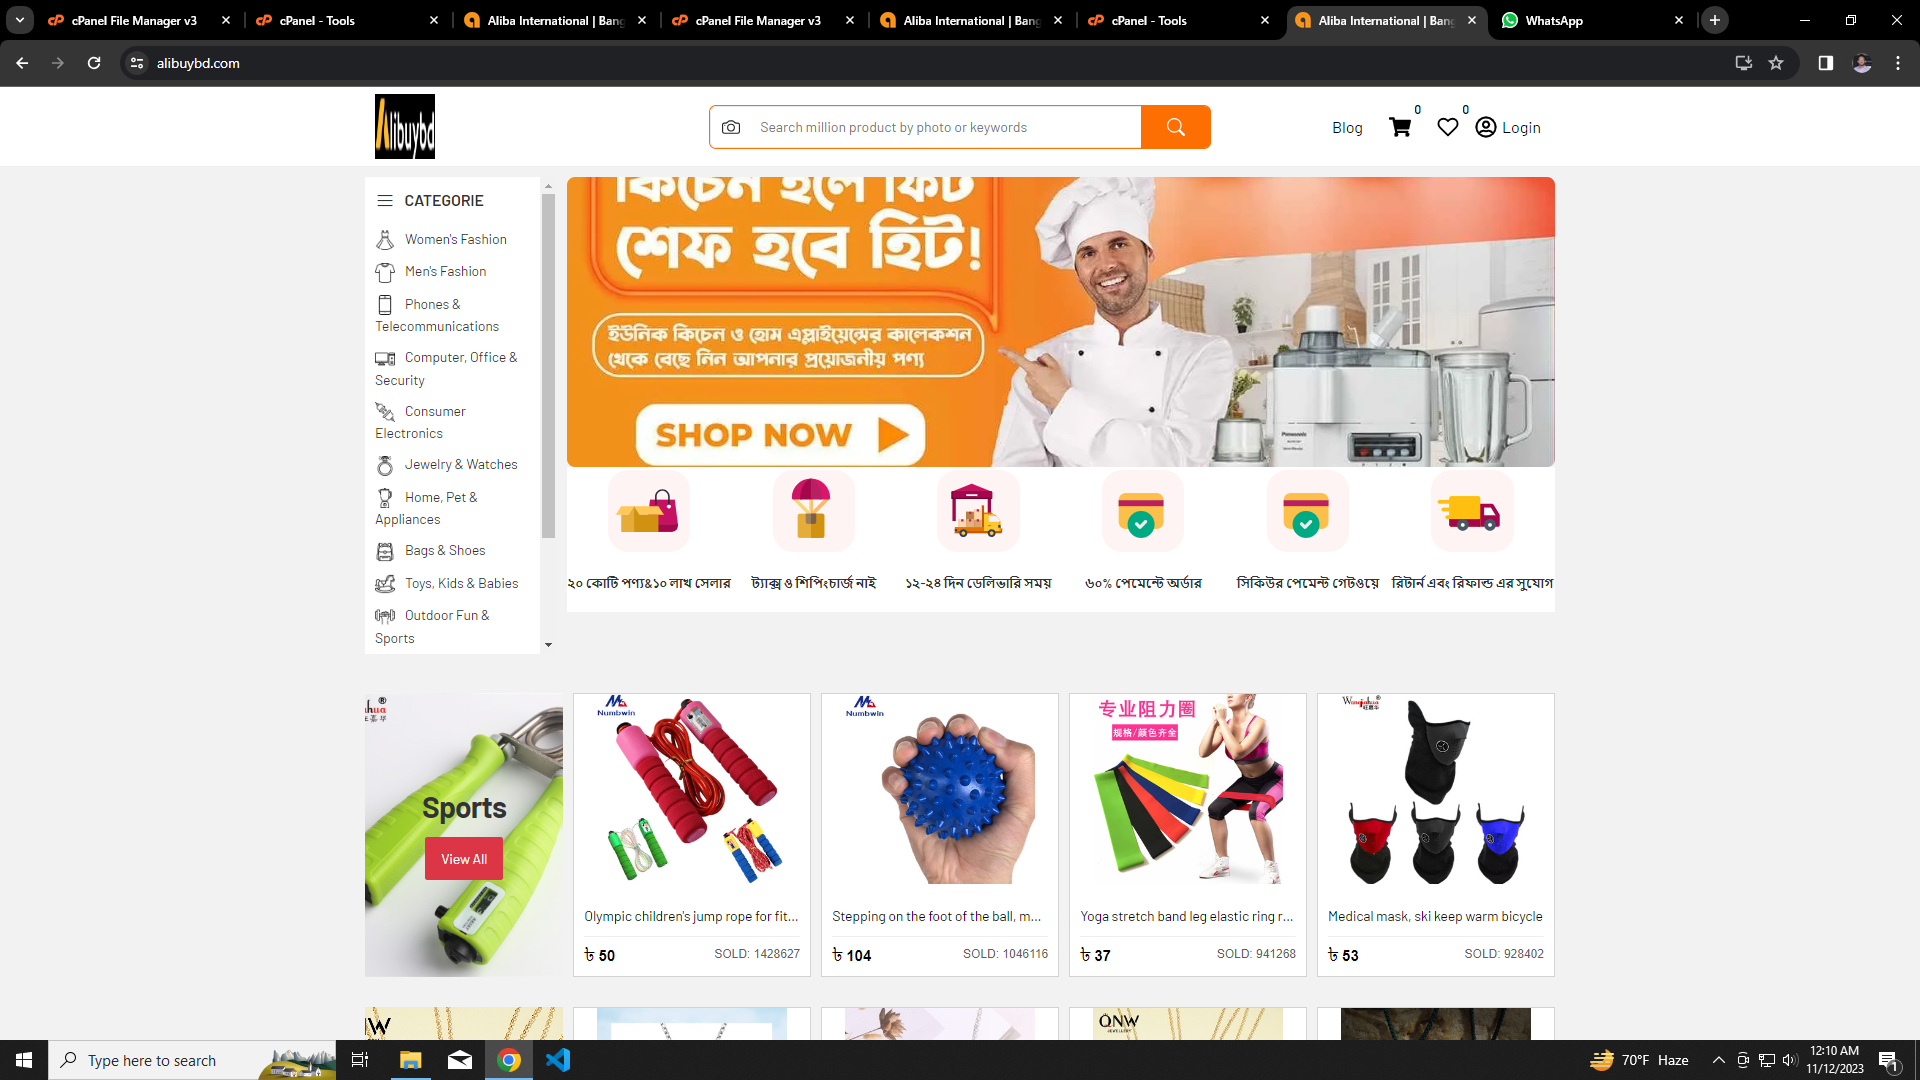 cPanel File Manager v3
cPanel - Tools
Aliba International | Bang
cPanel File Manager v3
Aliba International | Bang
cPanel - Tools
Aliba International | Bang
WhatsApp
alibuybd.com
Alibuybd
Search million product by photo or keywords
Blog
0
0
Login
CATEGORIE
Women's Fashion
Men's Fashion
Phones &
Telecommunications
Computer, Office &
Security
Consumer
Electronics
Jewelry & Watches
Home, Pet &
Appliances
Bags & Shoes
Toys, Kids & Babies
Outdoor Fun &
Sports
কিচেন হলে ফিট
শেফ হবে হিট!
ইউনিক কিচেন ও হোম এপ্লাইয়েন্সের কালেকশন
থেকে বেছে নিন আপনার প্রয়োজনীয় পণ্য
SHOP NOW
Panasonic
২০ কোটি পণ্য&১০ লাখ সেলার
ট্যাক্স ও শিপিংচার্জ নাই
১২-২৪ দিন ডেলিভারি সময়
৬০% পেমেন্টে অর্ডার
সিকিউর পেমেন্ট গেটওয়ে
রিটার্ন এবং রিফান্ড এর সুযোগ
Sports
View All
Numbwin
Olympic children's jump rope for fit...
৳ 50
SOLD: 1428627
Numbwin
Stepping on the foot of the ball, m...
৳ 104
SOLD: 1046116
专业阻力圈
规格/颜色齐全
Yoga stretch band leg elastic ring r...
৳ 37
SOLD: 941268
Medical mask, ski keep warm bicycle
৳ 53
SOLD: 928402
QNW
JEWELLERY
Type here to search
70°F Haze
12:10 AM
11/12/2023
1